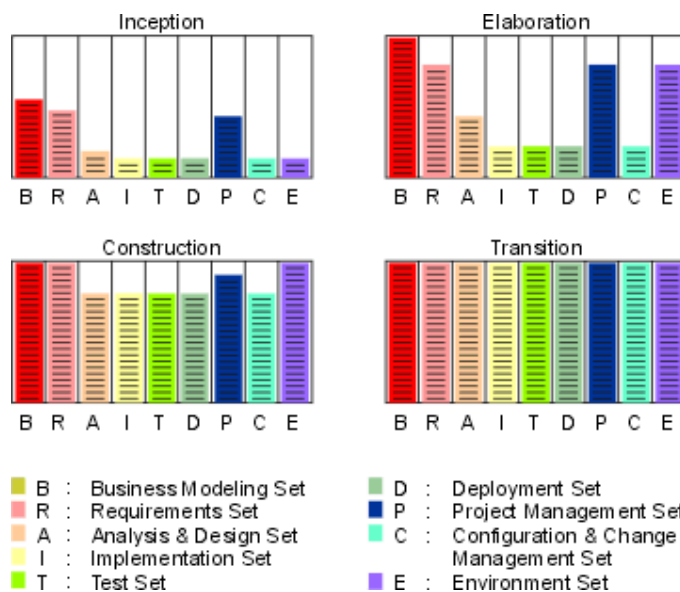 Inception
B R A I T D P C E
Elaboration
B R A I T D P C E
Construction
B R A I T D P C E
Transition
B R A I T D P C E
B : Business Modeling Set
R : Requirements Set
A : Analysis & Design Set
I : Implementation Set
T : Test Set
D : Deployment Set
P : Project Management Set
C : Configuration & Change
Management Set
E : Environment Set